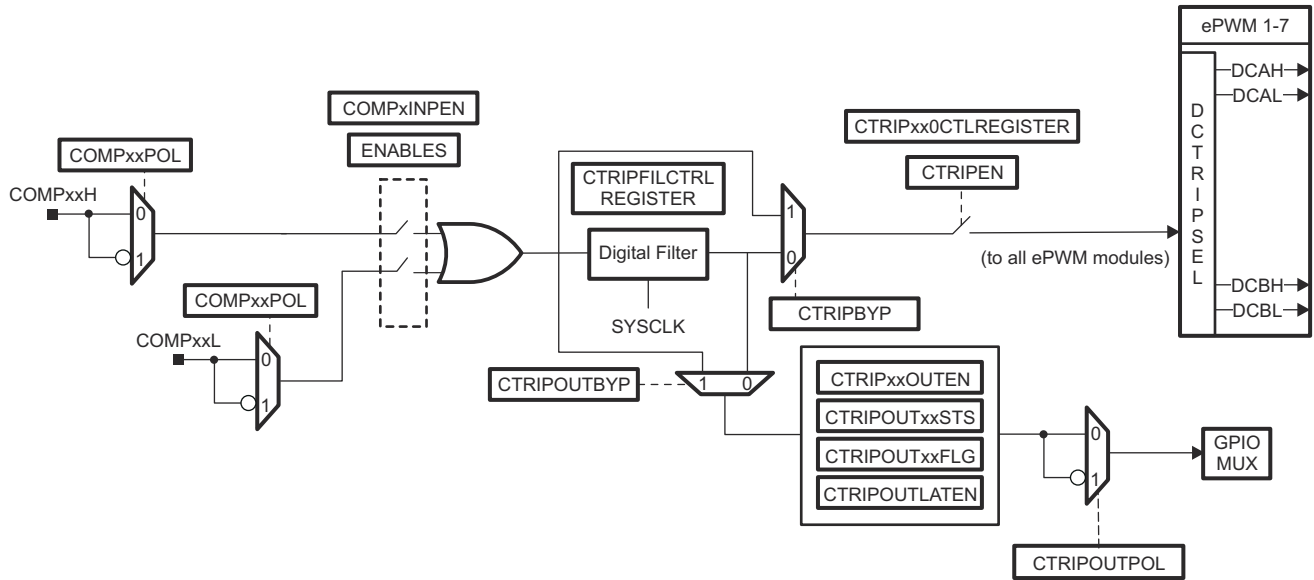 ePWM 1-7
DCAH
DCAL
DCTRIPSEL
DCBH
DCBL
COMPxINPEN
ENABLES
COMPxxPOL
COMPxxH
0
1
COMPxxPOL
COMPxxL
0
1
CTRIPFILCTRL
REGISTER
Digital Filter
SYSCLK
1
0
CTRIPBYP
CTRIPxx0CTLREGISTER
CTRIPEN
(to all ePWM modules)
CTRIPOUTBYP
1 0
CTRIPxxOUTEN
CTRIPOUTxxSTS
CTRIPOUTxxFLG
CTRIPOUTLATEN
0
1
CTRIPOUTPOL
GPIO
MUX